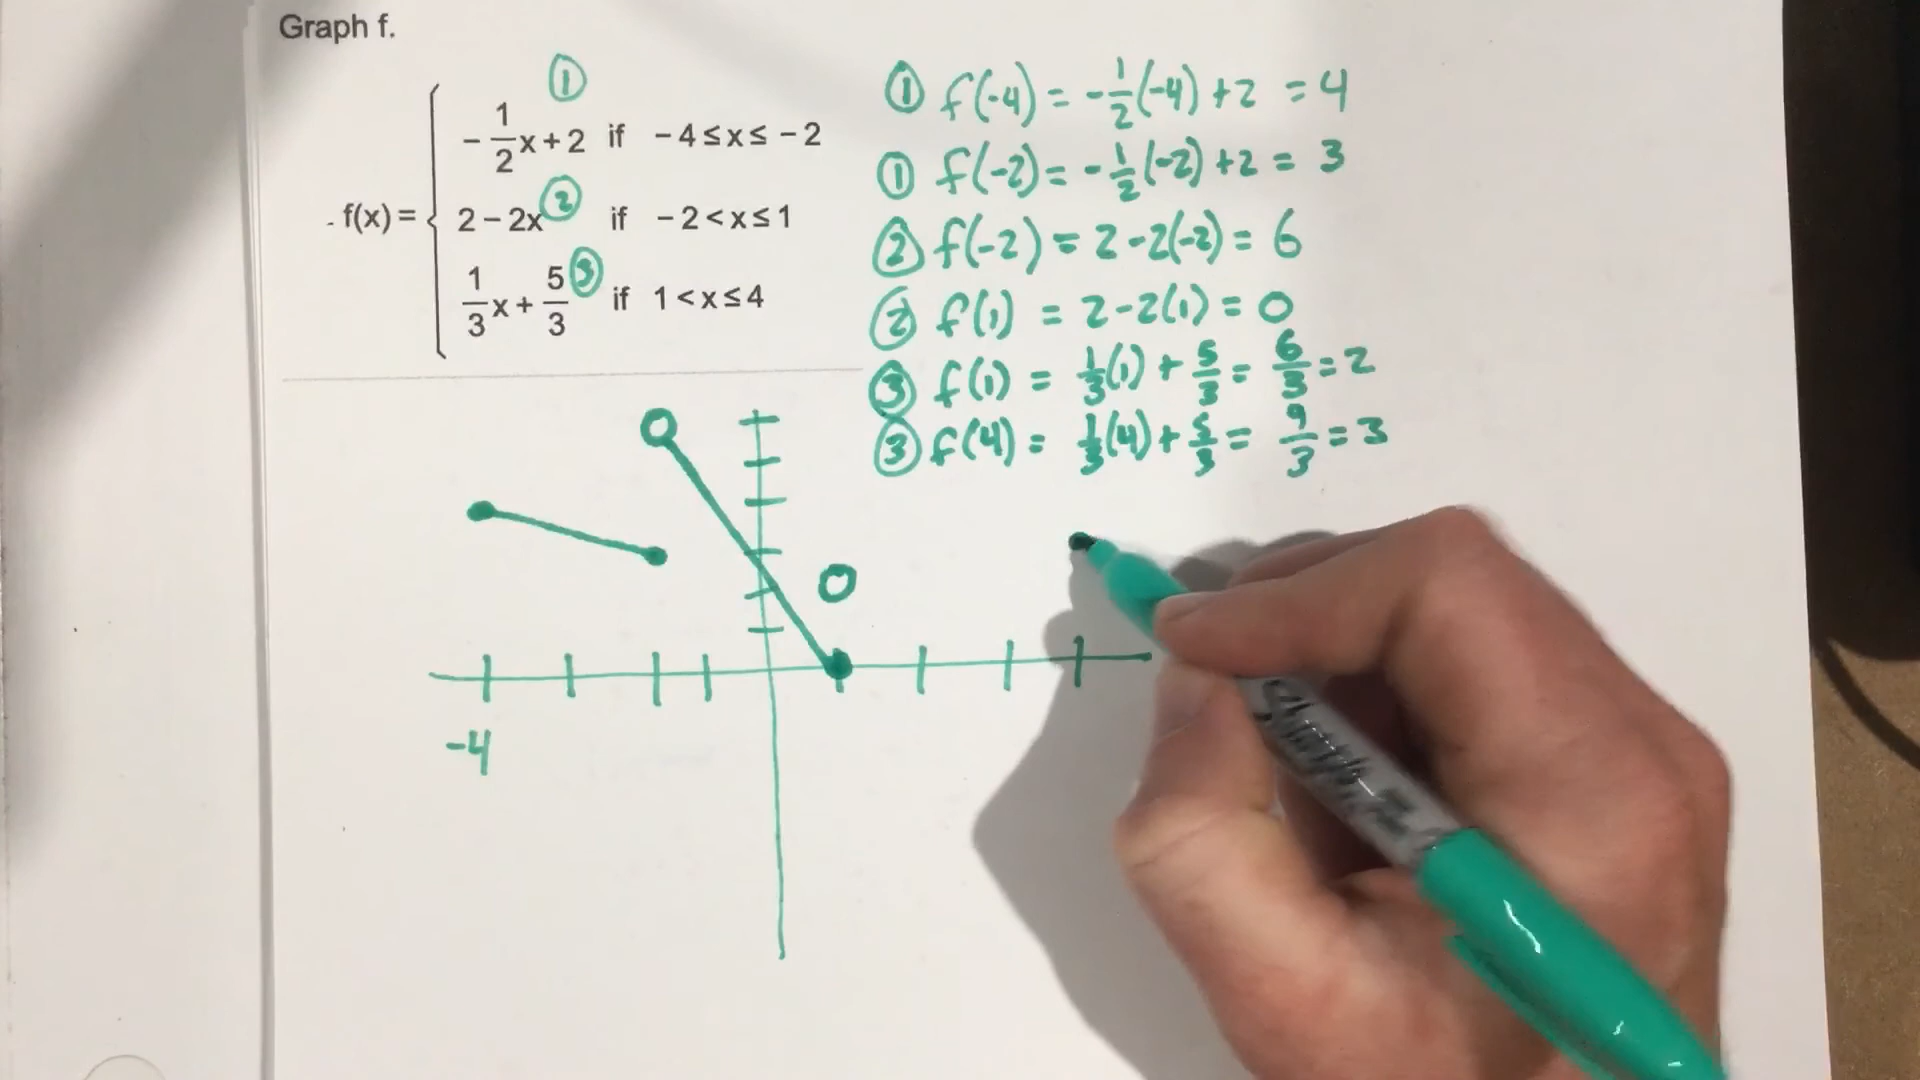 Graph f.
①
-1/2x+2 if -4≤x≤-2
f(x)= 2-2x ② if -2<x≤1
1/3x+5/3 ③ if 1<x≤4
① f(-4) = -1/2(-4)+2 = 4
① f(-2) = -1/2(-2)+2 = 3
② f(-2) = 2-2(-2) = 6
② f(1) = 2-2(1) = 0
③ f(1) = 1/3(1) + 5/3 = 6/3 = 2
③ f(4) = 1/3(4) + 5/3 = 9/3 = 3
-4
Sharpie